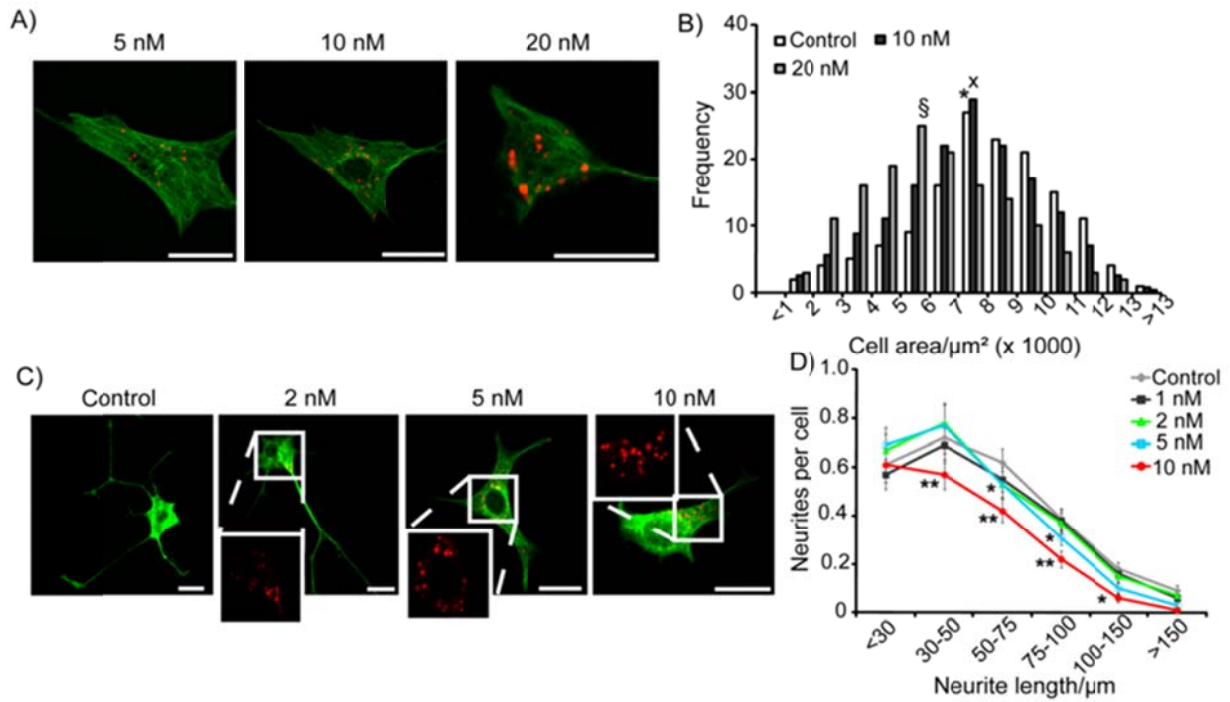 A)
5 nM 10 nM 20 nM
B)
Control 10 nM
20 nM
40
30
20
10
0
Frequency
§ * x
<1 2 3 4 5 6 7 8 9 10 11 12 13 >13
Cell area/µm² (x 1000)
C)
Control 2 nM 5 nM 10 nM
D)
Control
1 nM
2 nM
5 nM
10 nM
1.0
0.8
0.6
0.4
0.2
0
Neurites per cell
** * ** * ** *
<30 30-50 50-75 75-100 100-150 >150
Neurite length/µm